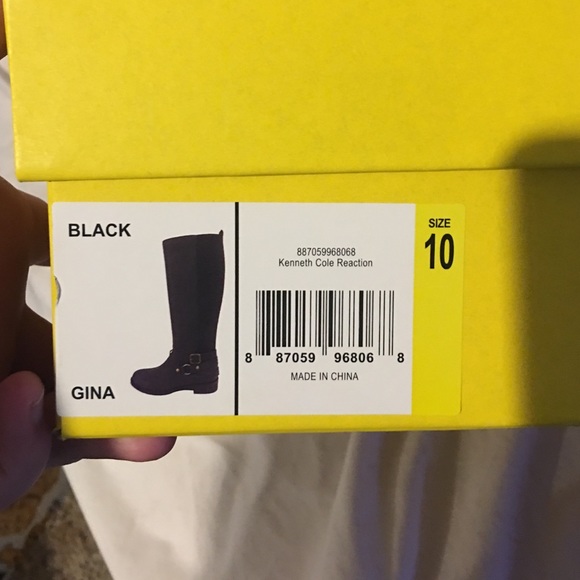 BLACK
GINA
887059968068
Kenneth Cole Reaction
8 87059 96806 8
MADE IN CHINA
SIZE
10